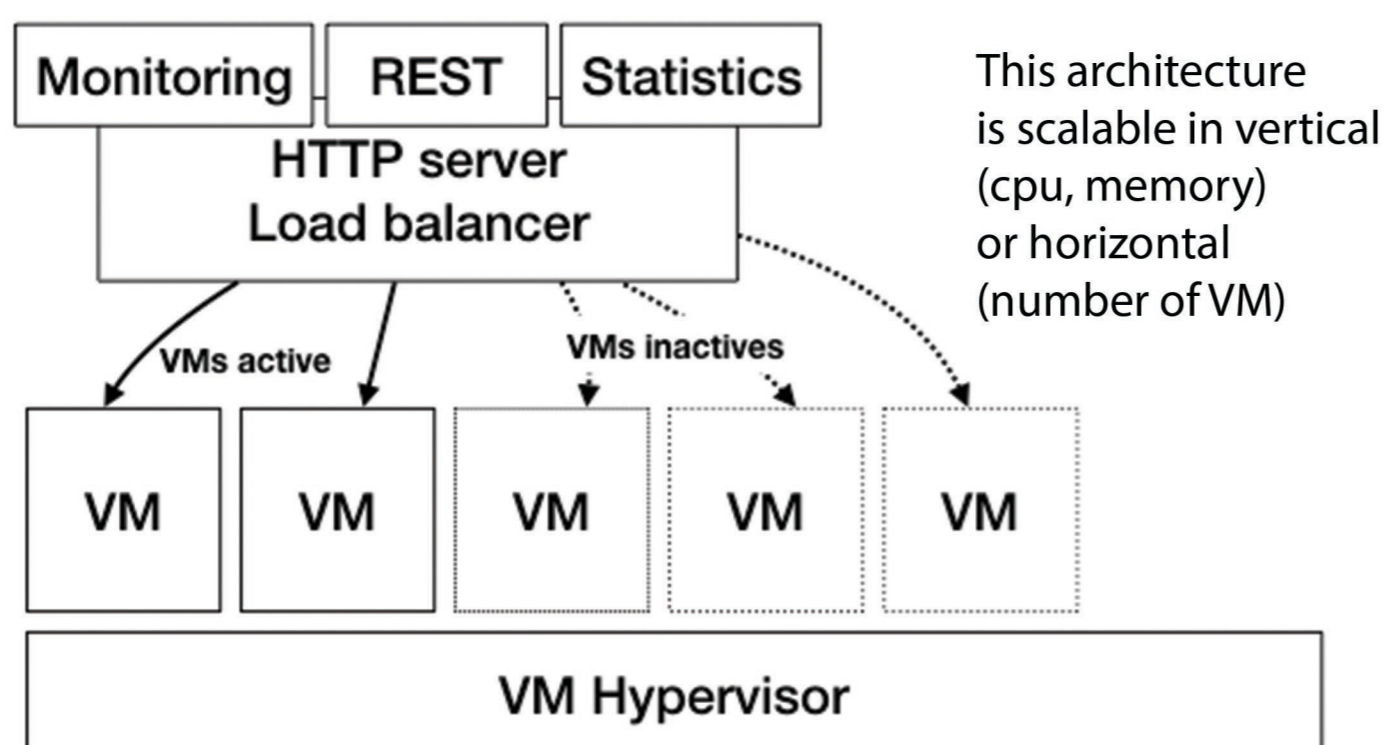 Monitoring
REST
Statistics
This architecture
is scalable in vertical
(cpu, memory)
or horizontal
(number of VM)
HTTP server
Load balancer
VMs active
VMs inactives
VM
VM
VM
VM
VM
VM Hypervisor